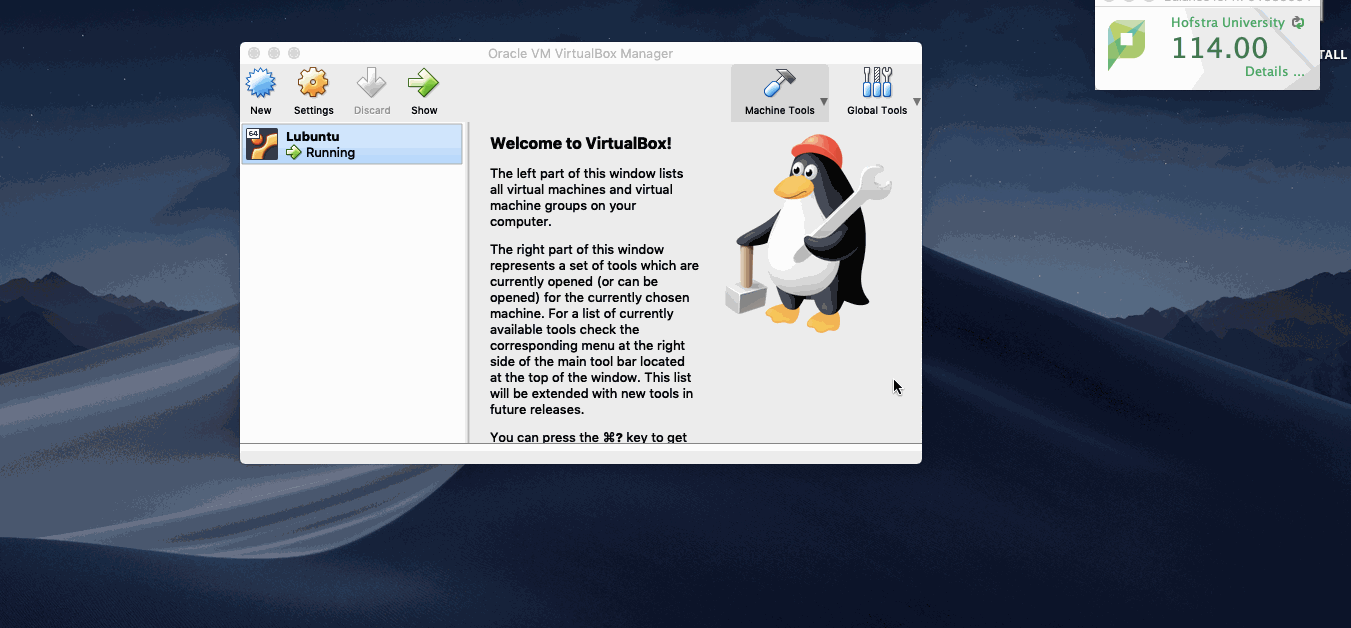 Oracle VM VirtualBox Manager
New
Settings
Discard
Show
Machine Tools
Global Tools
64
Lubuntu
Running
Welcome to VirtualBox!
The left part of this window lists
all virtual machines and virtual
machine groups on your
computer.
The right part of this window
represents a set of tools which are
currently opened (or can be
opened) for the currently chosen
machine. For a list of currently
available tools check the
corresponding menu at the right
side of the main tool bar located
at the top of the window. This list
will be extended with new tools in
future releases.
You can press the ⌘? key to get
Hofstra University
114.00
Details ...
TALL